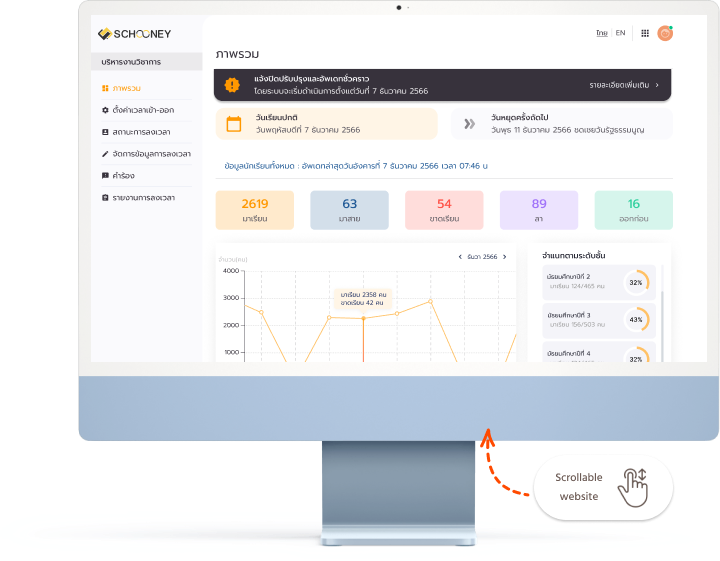 SCHOONEY
ไทย
EN
บริหารงานวิชาการ
ภาพรวม
ตั้งค่าเวลาเข้า-ออก
สถานะการลงเวลา
จัดการข้อมูลการลงเวลา
คำร้อง
รายงานการลงเวลา
ภาพรวม
แจ้งปิดปรับปรุงและอัพเดทชั่วคราว
โดยระบบจะเริ่มดำเนินการตั้งแต่วันที่ 7 ธันวาคม 2566
รายละเอียดเพิ่มเติม
วันเรียนปกติ
วันพฤหัสบดีที่ 7 ธันวาคม 2566
วันหยุดครั้งถัดไป
วันพุธ 11 ธันวาคม 2566 ชดเชยวันรัฐธรรมนูญ
ข้อมูลนักเรียนทั้งหมด : อัพเดทล่าสุดวันอังคารที่ 7 ธันวาคม 2566 เวลา 07:46 น
2619
มาเรียน
63
มาสาย
54
ขาดเรียน
89
ลา
16
ออกก่อน
จำนวน(คน)
ธันวา 2566
4000
3000
2000
1000
มาเรียน 2358 คน
ขาดเรียน 42 คน
จำแนกตามระดับชั้น
มัธยมศึกษาปีที่ 2
มาเรียน 124/465 คน
32%
มัธยมศึกษาปีที่ 3
มาเรียน 156/503 คน
43%
มัธยมศึกษาปีที่ 4
32%
Scrollable
website